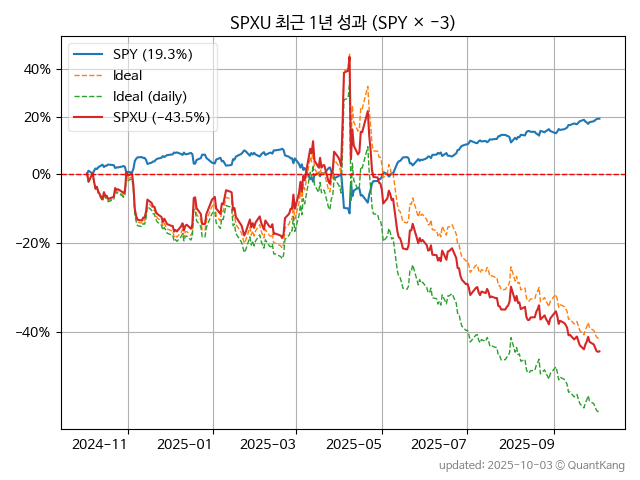 SPXU 최근 1년 성과 (SPY × −3)
SPY (19.3%)
Ideal
Ideal (daily)
SPXU (−43.5%)
40%
20%
0%
−20%
−40%
2024-11
2025-01
2025-03
2025-05
2025-07
2025-09
updated: 2025-10-03 © QuantKang